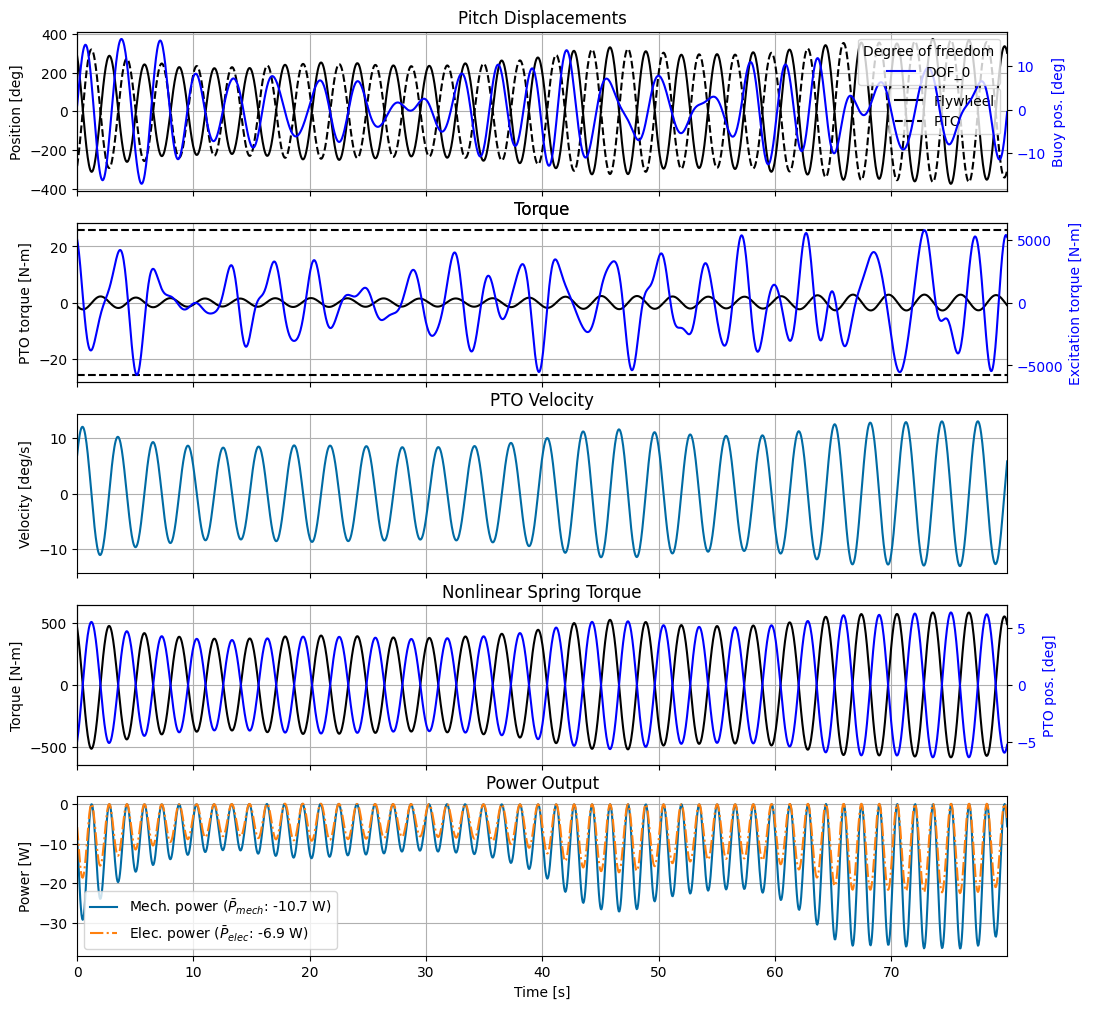 Pitch Displacements
Position [deg]
400
200
0
−200
−400
Degree of freedom
DOF_0
Flywheel
PTO
10
0
−10
Buoy pos. [deg]
Torque
PTO torque [N-m]
20
0
−20
5000
0
−5000
Excitation torque [N-m]
PTO Velocity
Velocity [deg/s]
10
0
−10
Nonlinear Spring Torque
Torque [N-m]
500
0
−500
5
0
−5
PTO pos. [deg]
Power Output
Power [W]
0
−10
−20
−30
Mech. power (P̄mech: -10.7 W)
Elec. power (P̄elec: -6.9 W)
0 10 20 30 40 50 60 70
Time [s]